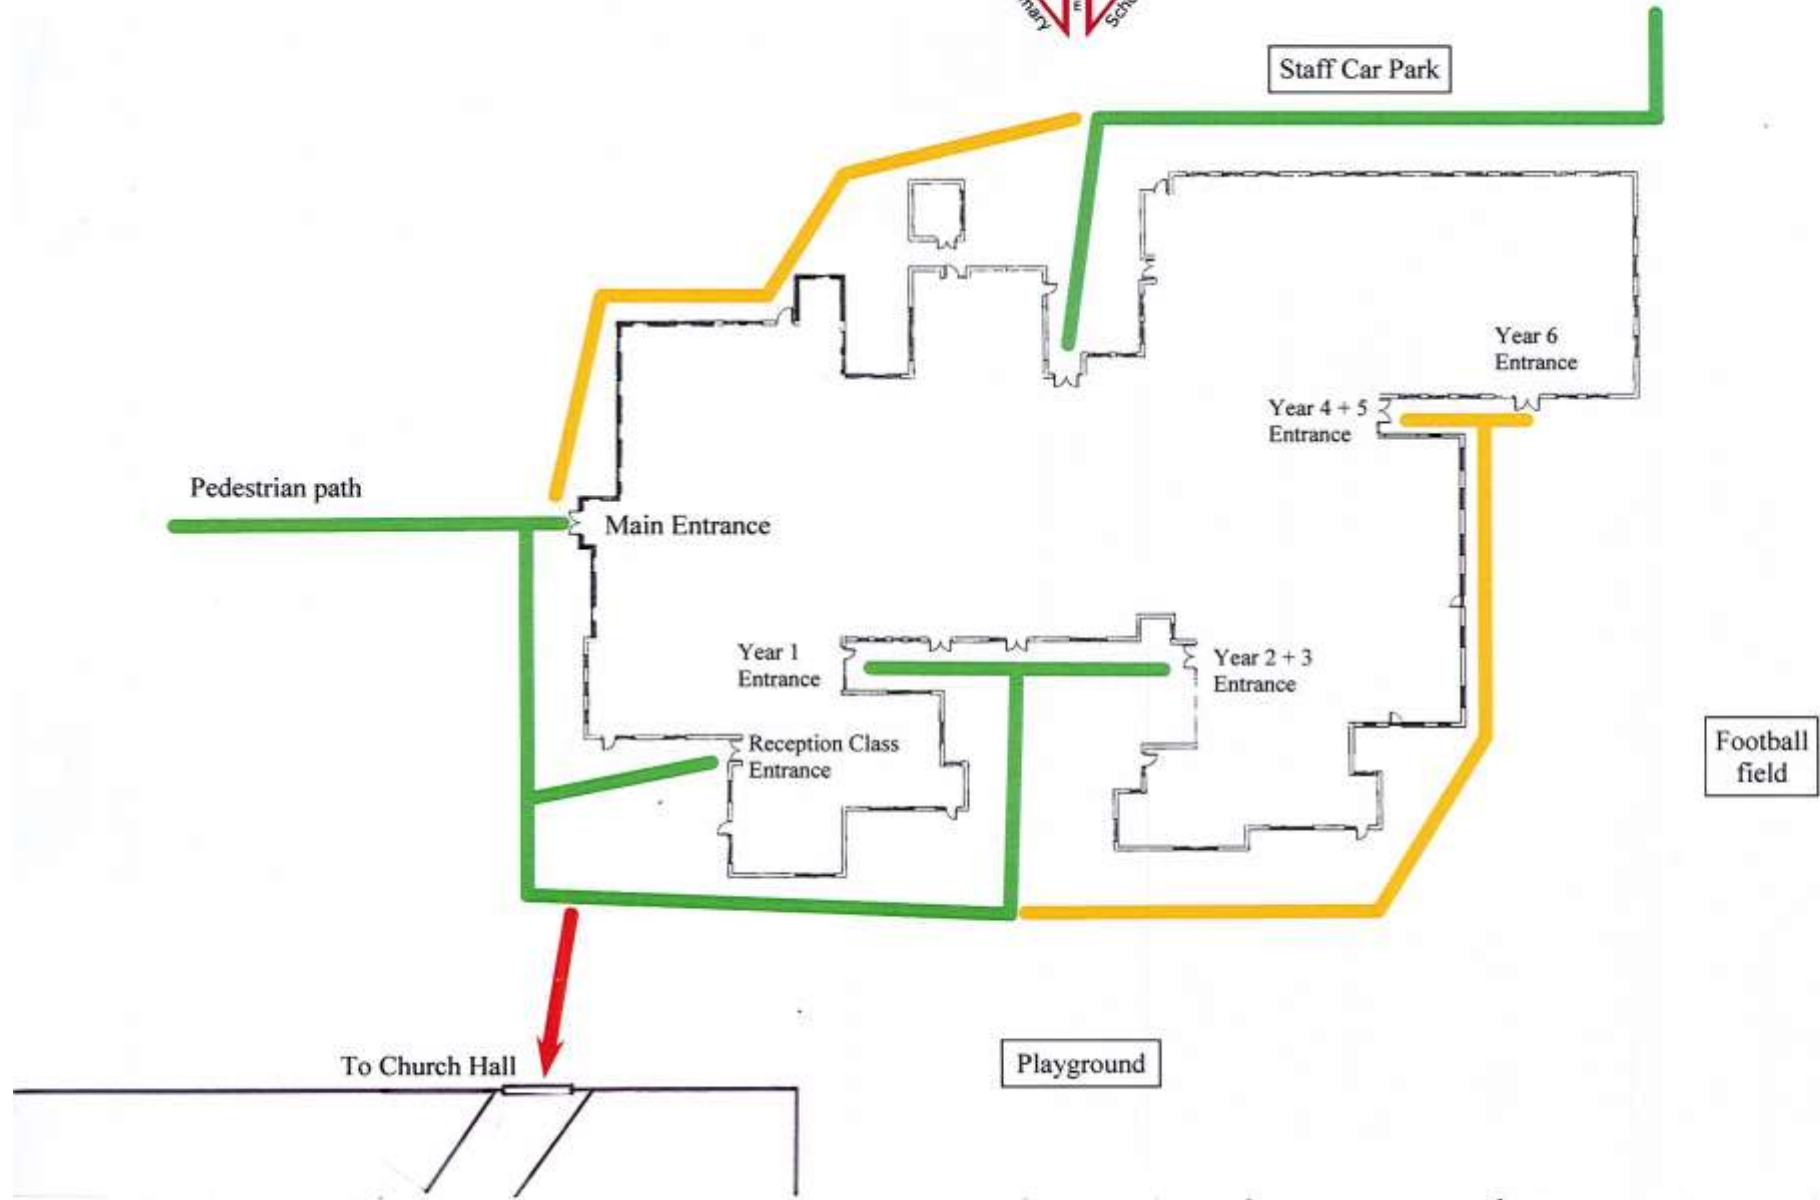 E
Staff Car Park
Year 6
Entrance
Year 4 + 5
Entrance
Pedestrian path
Main Entrance
Year 1
Entrance
Year 2 + 3
Entrance
Reception Class
Entrance
Football
field
To Church Hall
Playground